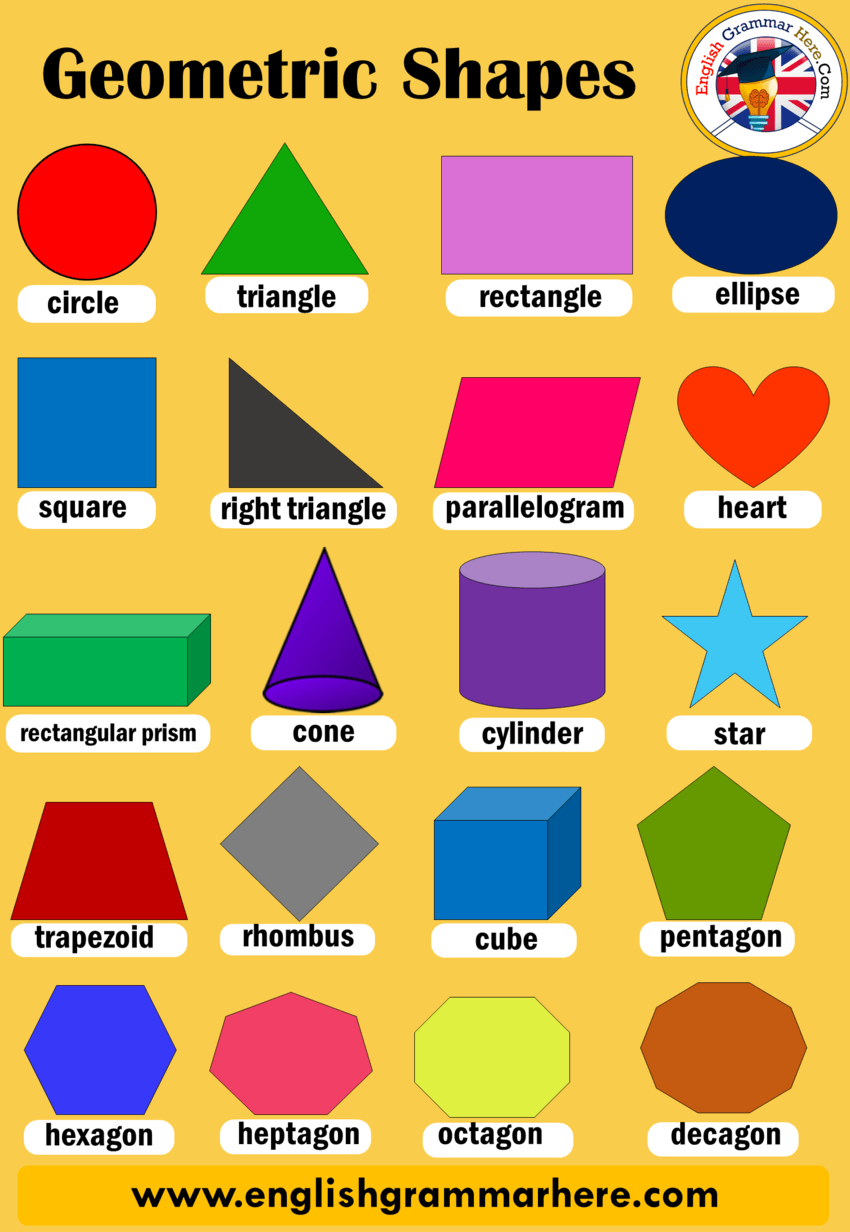 Geometric Shapes
English Grammar Here.Com
circle
triangle
rectangle
ellipse
square
right triangle
parallelogram
heart
rectangular prism
cone
cylinder
star
trapezoid
rhombus
cube
pentagon
hexagon
heptagon
octagon
decagon
www.englishgrammarhere.com